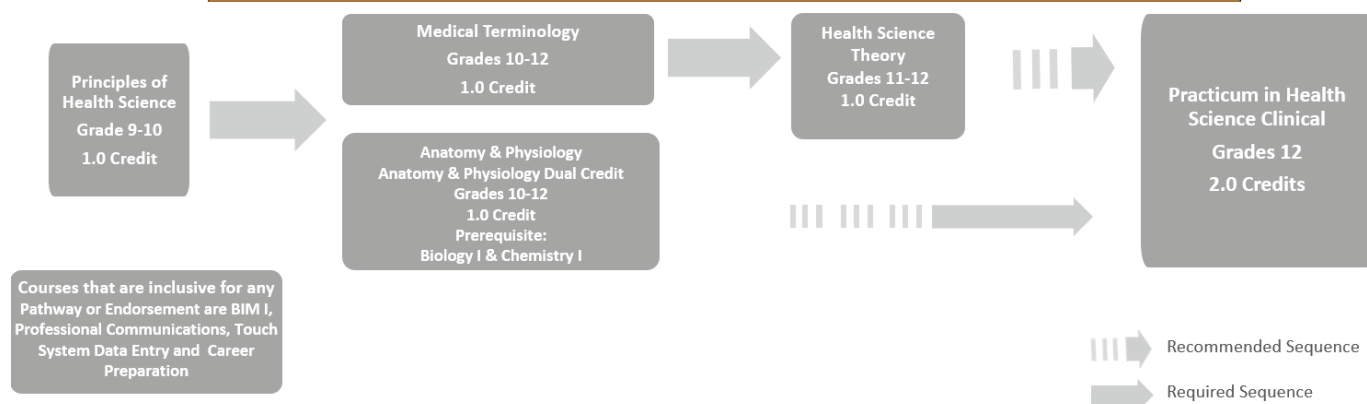 Principles of
Health Science
Grade 9-10
1.0 Credit
Medical Terminology
Grades 10-12
1.0 Credit
Anatomy & Physiology
Anatomy & Physiology Dual Credit
Grades 10-12
1.0 Credit
Prerequisite:
Biology I & Chemistry I
Health Science
Theory
Grades 11-12
1.0 Credit
Practicum in Health
Science Clinical
Grades 12
2.0 Credits
Courses that are inclusive for any
Pathway or Endorsement are BIM I,
Professional Communications, Touch
System Data Entry and Career
Preparation
Recommended Sequence
Required Sequence